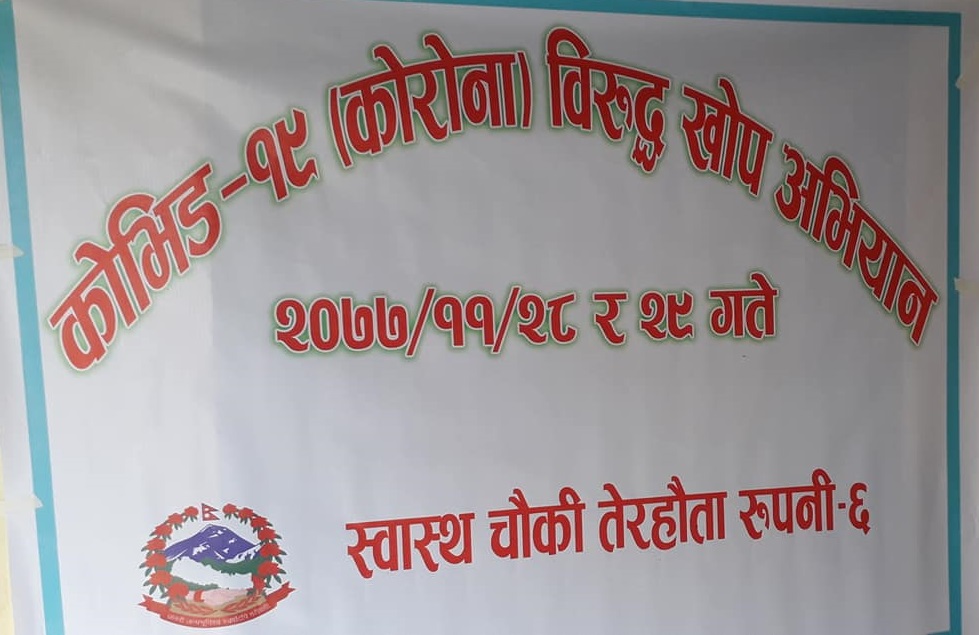 कोभिड-१९ (कोरोना) विरूद्ध खोप अभियान
२०७७/११/२८ र २९ गते
स्वास्थ चौकी तेरहौता रुपनी-६